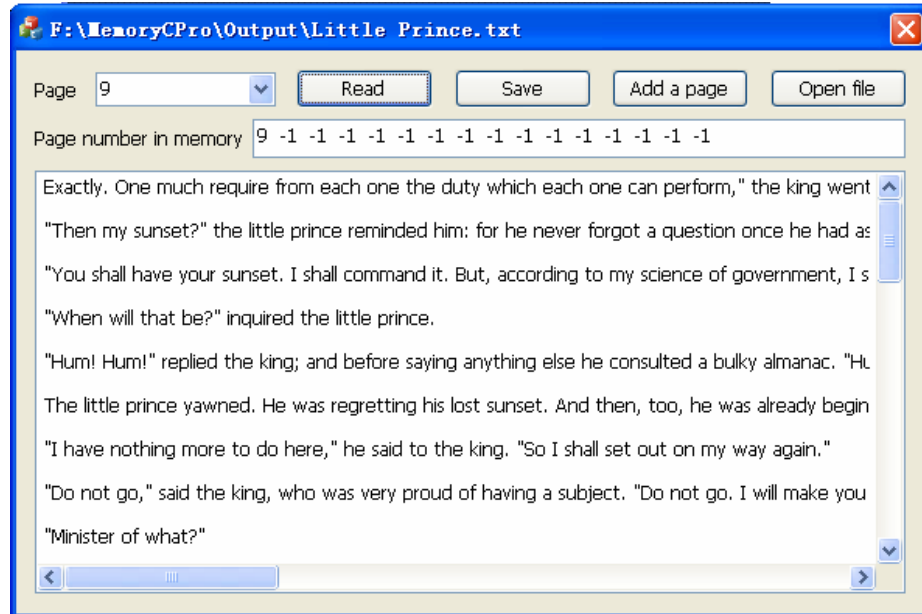 F:\MemoryCPro\Output\Little Prince.txt
Page 9 Read Save Add a page Open file
Page number in memory 9 -1 -1 -1 -1 -1 -1 -1 -1 -1 -1 -1 -1 -1 -1 -1
Exactly. One much require from each one the duty which each one can perform," the king went
"Then my sunset?" the little prince reminded him: for he never forgot a question once he had as
"You shall have your sunset. I shall command it. But, according to my science of government, I s
"When will that be?" inquired the little prince.
"Hum! Hum!" replied the king; and before saying anything else he consulted a bulky almanac. "Hu
The little prince yawned. He was regretting his lost sunset. And then, too, he was already begin
"I have nothing more to do here," he said to the king. "So I shall set out on my way again."
"Do not go," said the king, who was very proud of having a subject. "Do not go. I will make you
"Minister of what?"